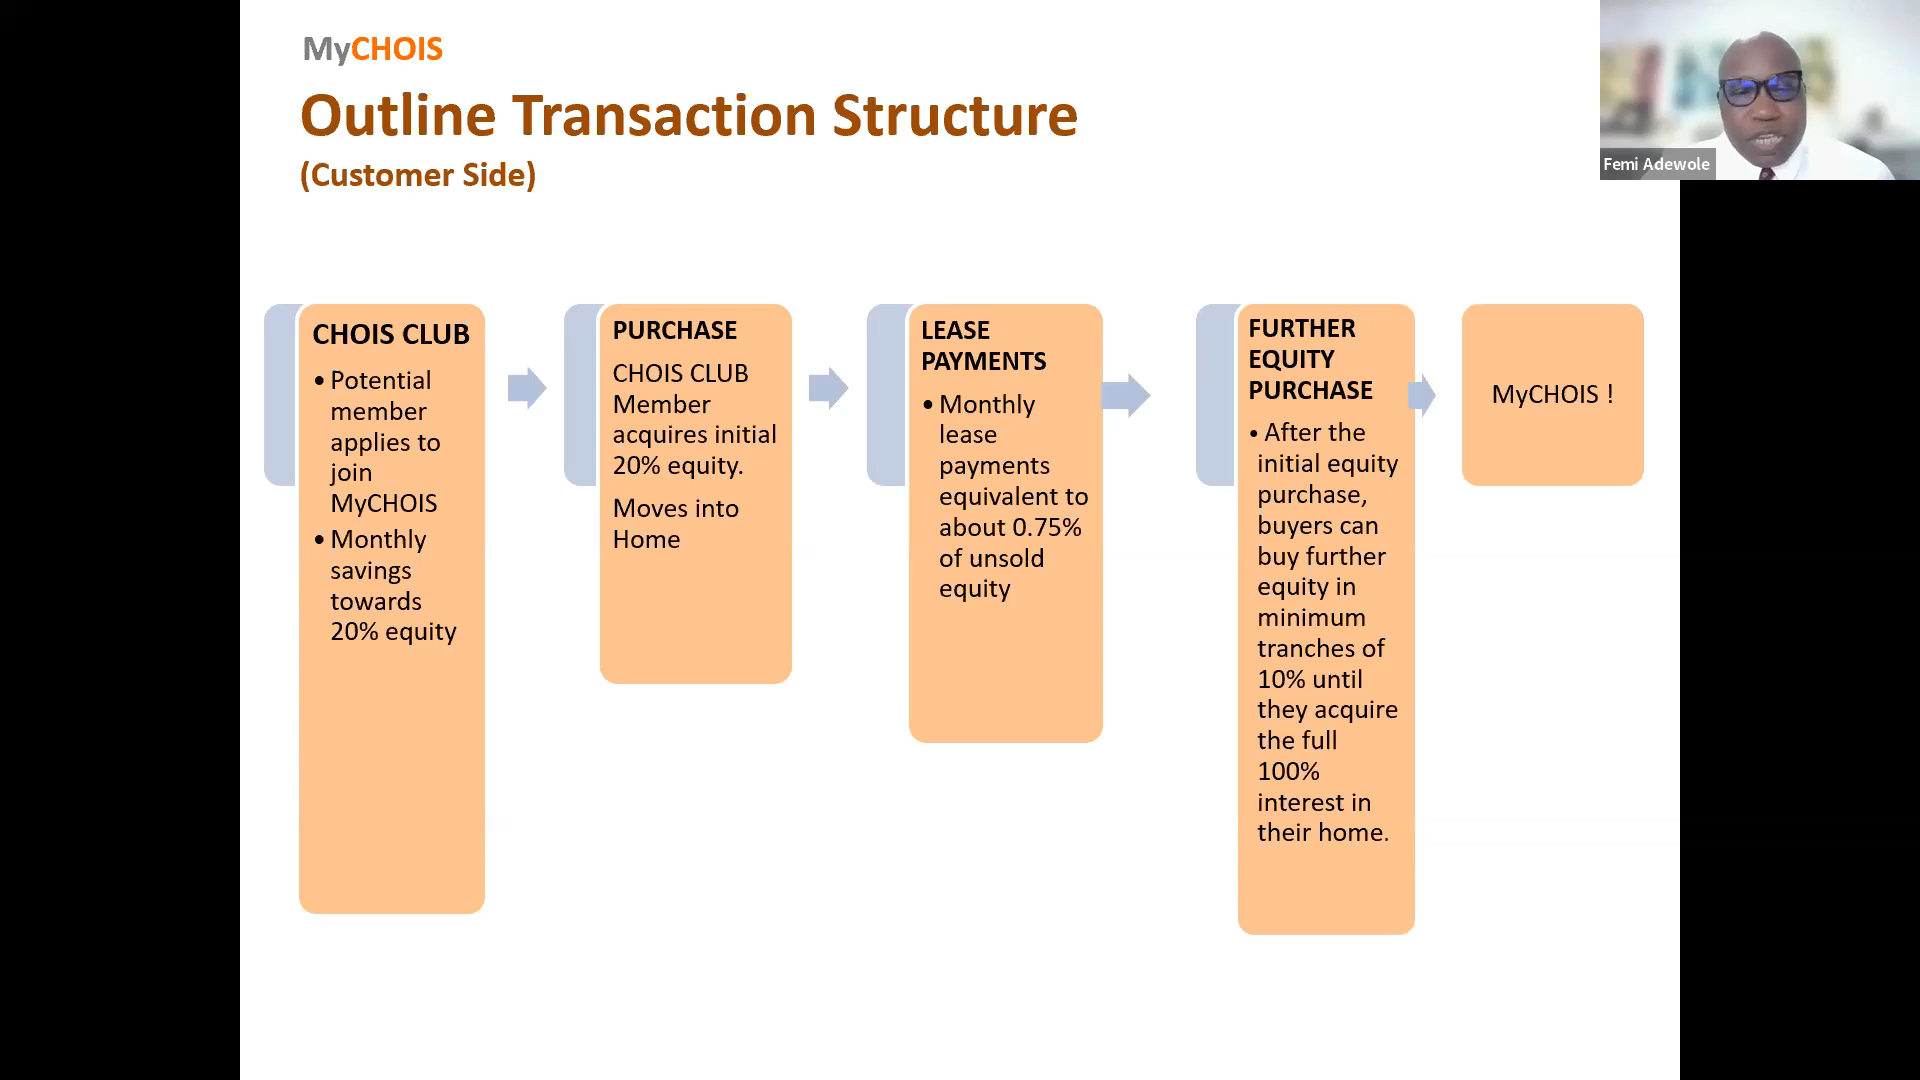 MyCHOIS
Outline Transaction Structure
(Customer Side)
Femi Adewole
CHOIS CLUB
• Potential
member
applies to
join
MyCHOIS
• Monthly
savings
towards
20% equity
PURCHASE
CHOIS CLUB
Member
acquires initial
20% equity.
Moves into
Home
LEASE
PAYMENTS
• Monthly
lease
payments
equivalent to
about 0.75%
of unsold
equity
FURTHER
EQUITY
PURCHASE
• After the
initial equity
purchase,
buyers can
buy further
equity in
minimum
tranches of
10% until
they acquire
the full
100%
interest in
their home.
MyCHOIS !